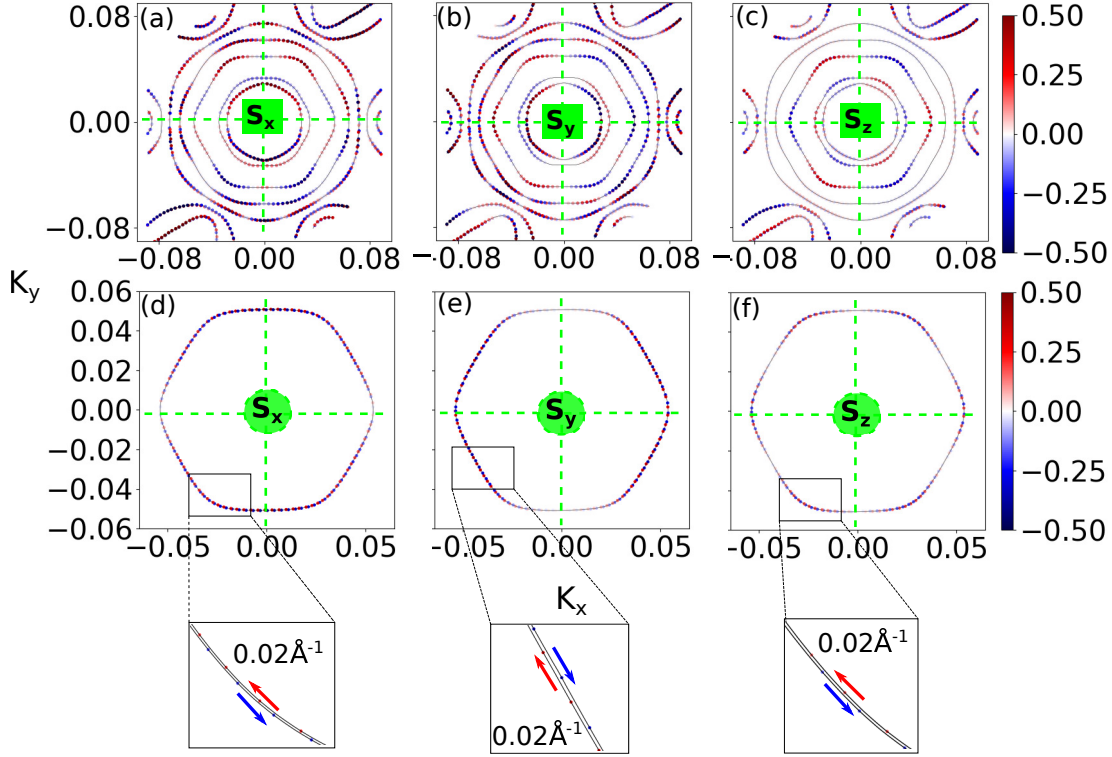 (a) (b) (c)
0.08 0.50
0.25
0.00 Sx Sy Sz 0.00
−0.25
−0.08 −0.50
−0.08 0.00 0.08 −0.08 0.00 0.08 −0.08 0.00 0.08
Ky
0.06 (d) (e) (f) 0.50
0.04
0.02 0.25
0.00 Sx Sy Sz 0.00
−0.02
−0.04 −0.25
−0.06 −0.50
−0.05 0.00 0.05 −0.05 0.00 0.05 -0.05 0.00 0.05
Kx
0.02Å-1 0.02Å-1
0.02Å-1